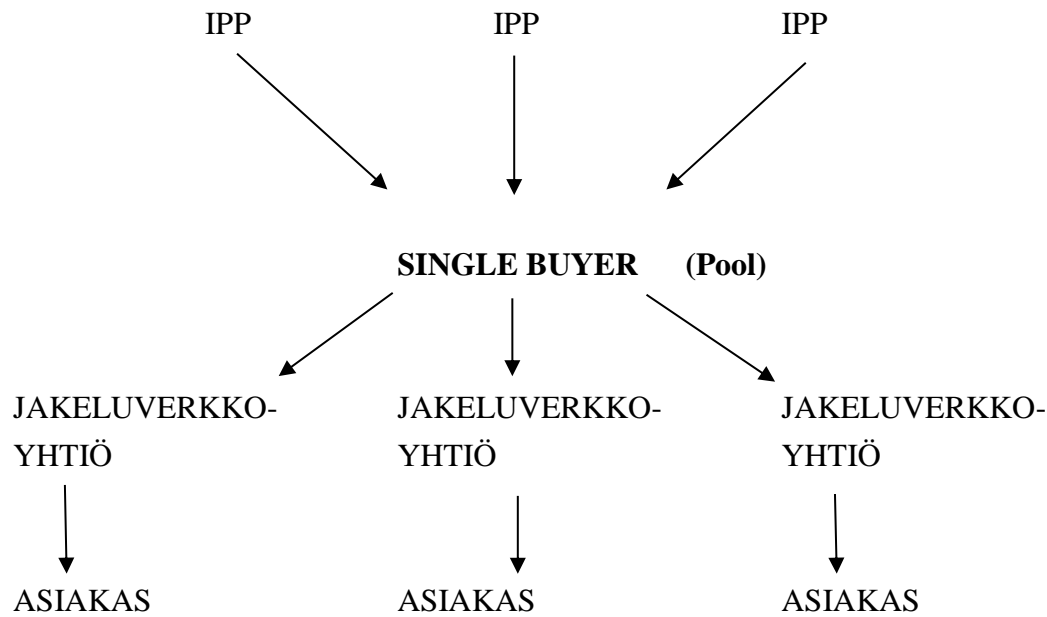 IPP IPP IPP
SINGLE BUYER (Pool)
JAKELUVERKKO- JAKELUVERKKO- JAKELUVERKKO-
YHTIÖ YHTIÖ YHTIÖ
ASIAKAS ASIAKAS ASIAKAS